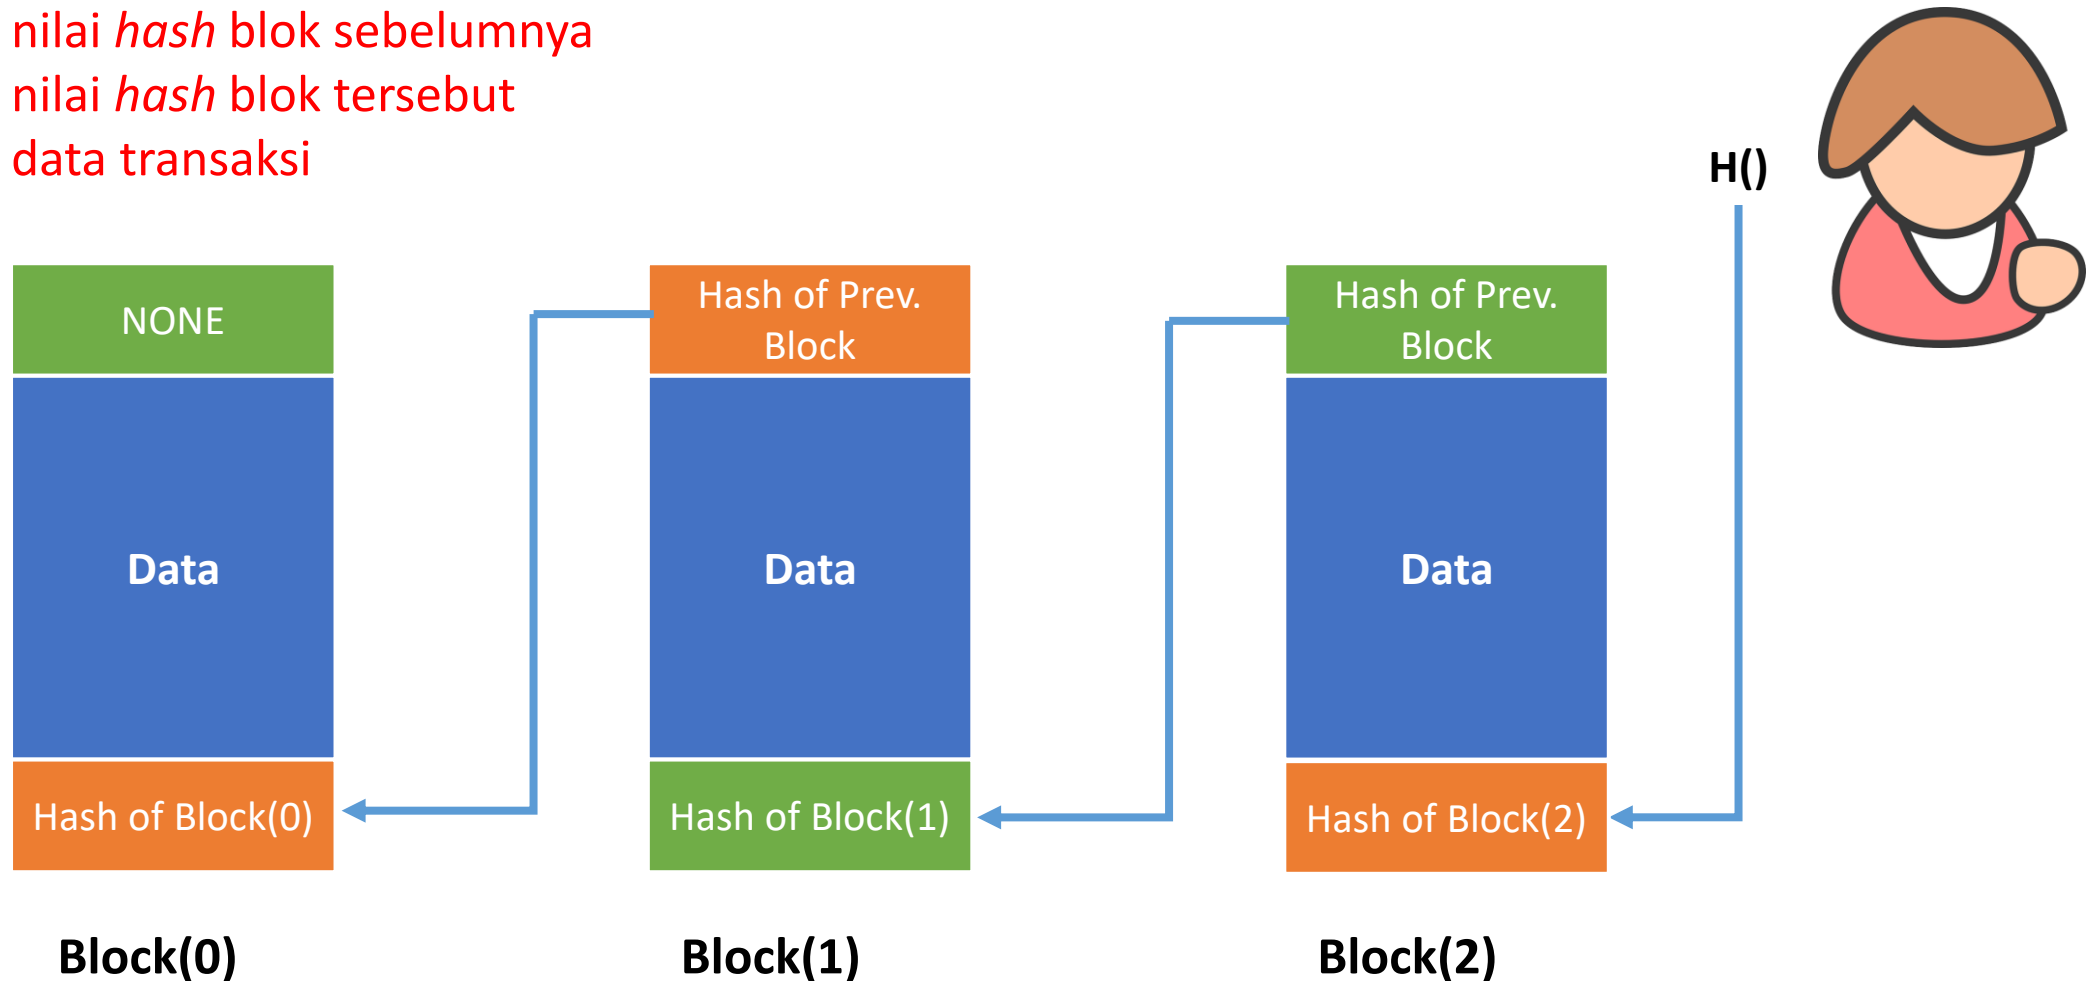 nilai hash blok sebelumnya
nilai hash blok tersebut
data transaksi
H()
NONE
Data
Hash of Block(0)
Block(0)
Hash of Prev.
Block
Data
Hash of Block(1)
Block(1)
Hash of Prev.
Block
Data
Hash of Block(2)
Block(2)